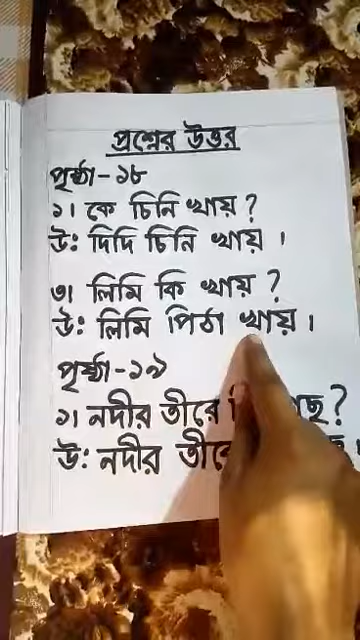 প্রশ্নের উত্তর
পৃষ্ঠা-১৮
১। কে চিনি খায় ?
উঃ দিদি চিনি খায় ।
৩। লিমি কি খায় ?
উঃ লিমি পিঠা খায় ।
পৃষ্ঠা-১৯
১। নদীর তীরে ?
উঃ নদীর